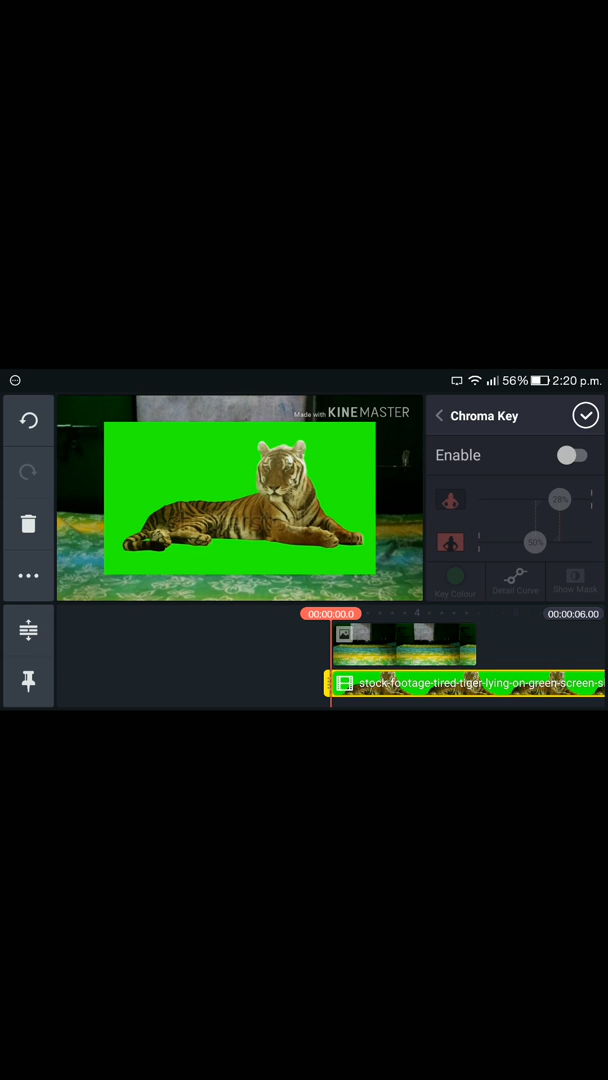 56% 2:20 p.m.
Made with KINEMASTER
Chroma Key
Enable
28%
50%
Key Colour
Detail Curve
Show Mask
00:00:00.0
4
00:00:06.00
stock-footage-tired-tiger-lying-on-green-screen-s